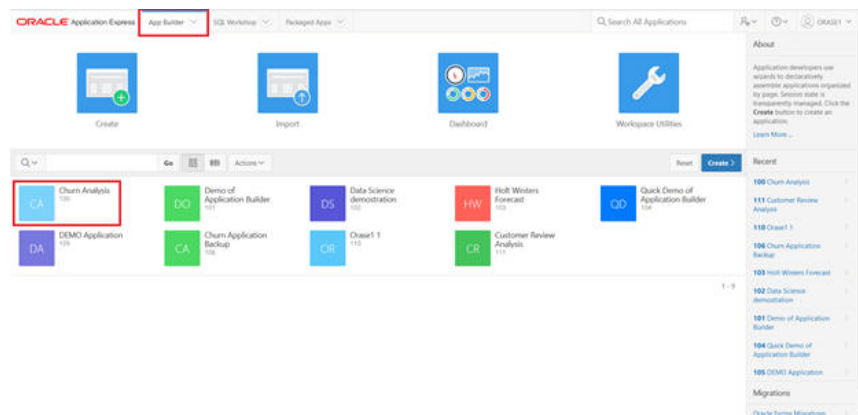 ORACLE Application Express
App Builder
SQL Workshop
Packaged Apps
Search All Applications
ORASE1
Create
Import
Dashboard
Workspace Utilities
Go
Actions
Reset
Create >
CA
Churn Analysis
100
DO
Demo of
Application Builder
101
DS
Data Science
demostration
102
HW
Holt Winters
Forecast
103
QD
Quick Demo of
Application Builder
104
DA
DEMO Application
105
CA
Churn Application
Backup
106
OR
Orase1 1
110
CR
Customer Review
Analysis
111
1 - 9
About
Application developers use
wizards to declaratively
assemble applications organized
by page. Session state is
transparently managed. Click the
Create button to create an
application.
Learn More ...
Recent
100 Churn Analysis
111 Customer Review
Analysis
110 Orase1 1
106 Churn Application
Backup
103 Holt Winters Forecast
102 Data Science
demostration
101 Demo of Application
Builder
104 Quick Demo of
Application Builder
105 DEMO Application
Migrations
Oracle Forms Migrations